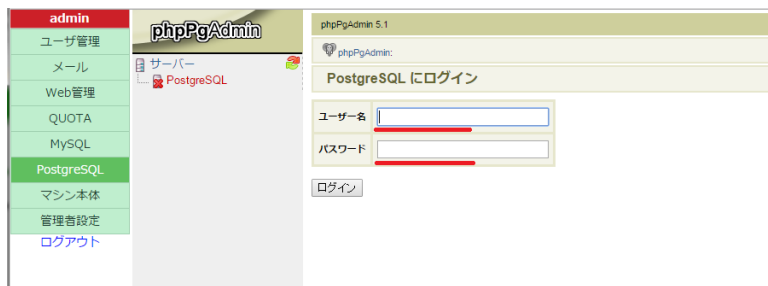 admin
ユーザ管理
メール
Web管理
QUOTA
MySQL
PostgreSQL
マシン本体
管理者設定
ログアウト
phpPgAdmin
サーバー
PostgreSQL
phpPgAdmin 5.1
phpPgAdmin:
PostgreSQL にログイン
ユーザー名
パスワード
ログイン